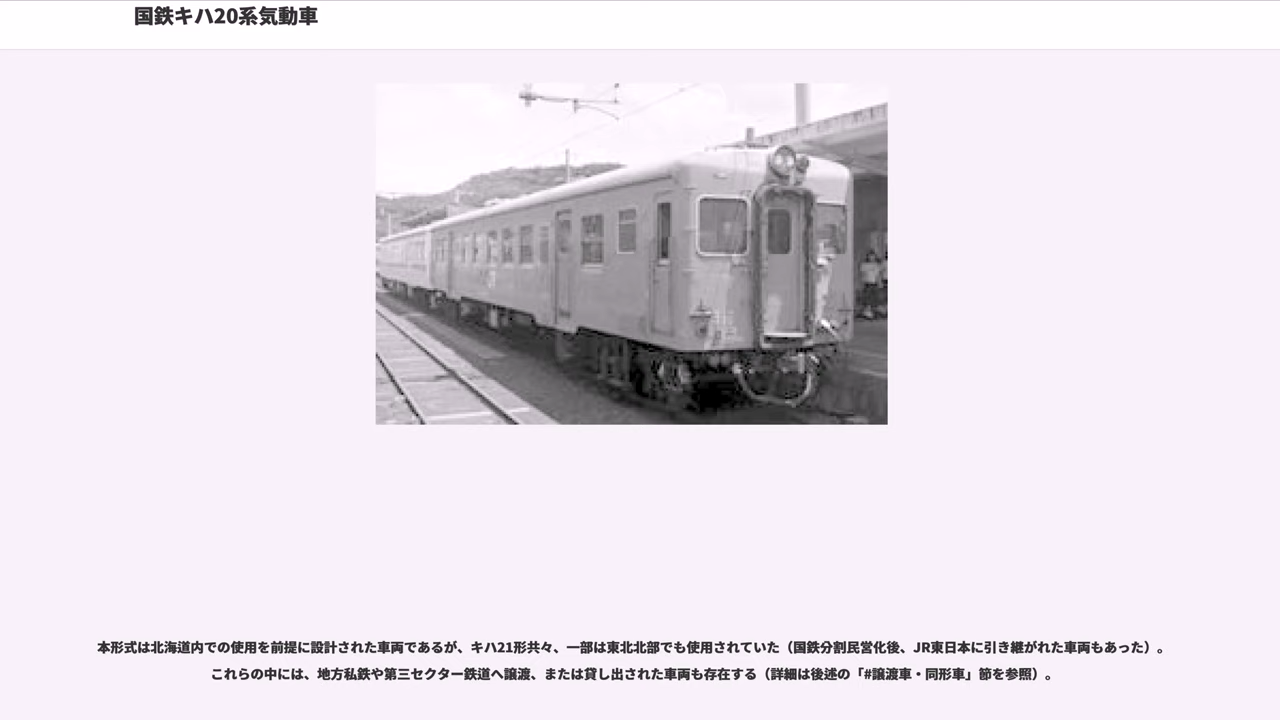 国鉄キハ20系気動車
本形式は北海道内での使用を前提に設計された車両であるが、キハ21形共々、一部は東北北部でも使用されていた（国鉄分割民営化後、JR東日本に引き継がれた車両もあった）。
これらの中には、地方私鉄や第三セクター鉄道へ譲渡、または貸し出された車両も存在する（詳細は後述の「#譲渡車・同形車」節を参照）。